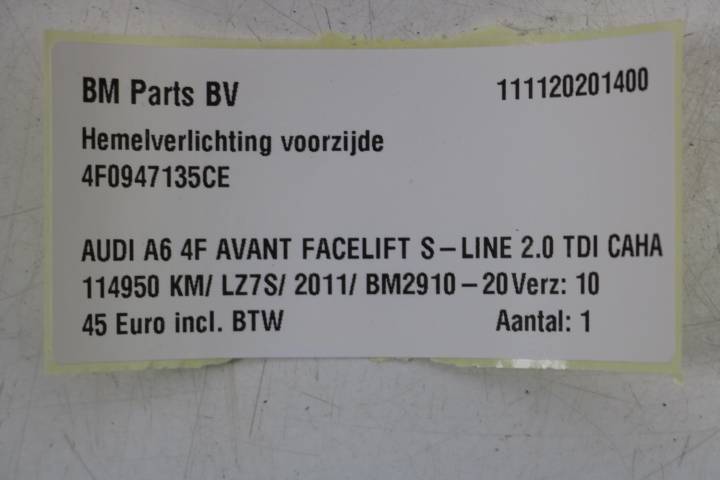 BM Parts BV 111120201400
Hemelverlichting voorzijde
4F0947135CE
AUDI A6 4F AVANT FACELIFT S-LINE 2.0 TDI CAHA
114950 KM/ LZ7S/ 2011/ BM2910-20 Verz: 10
45 Euro incl. BTW Aantal: 1